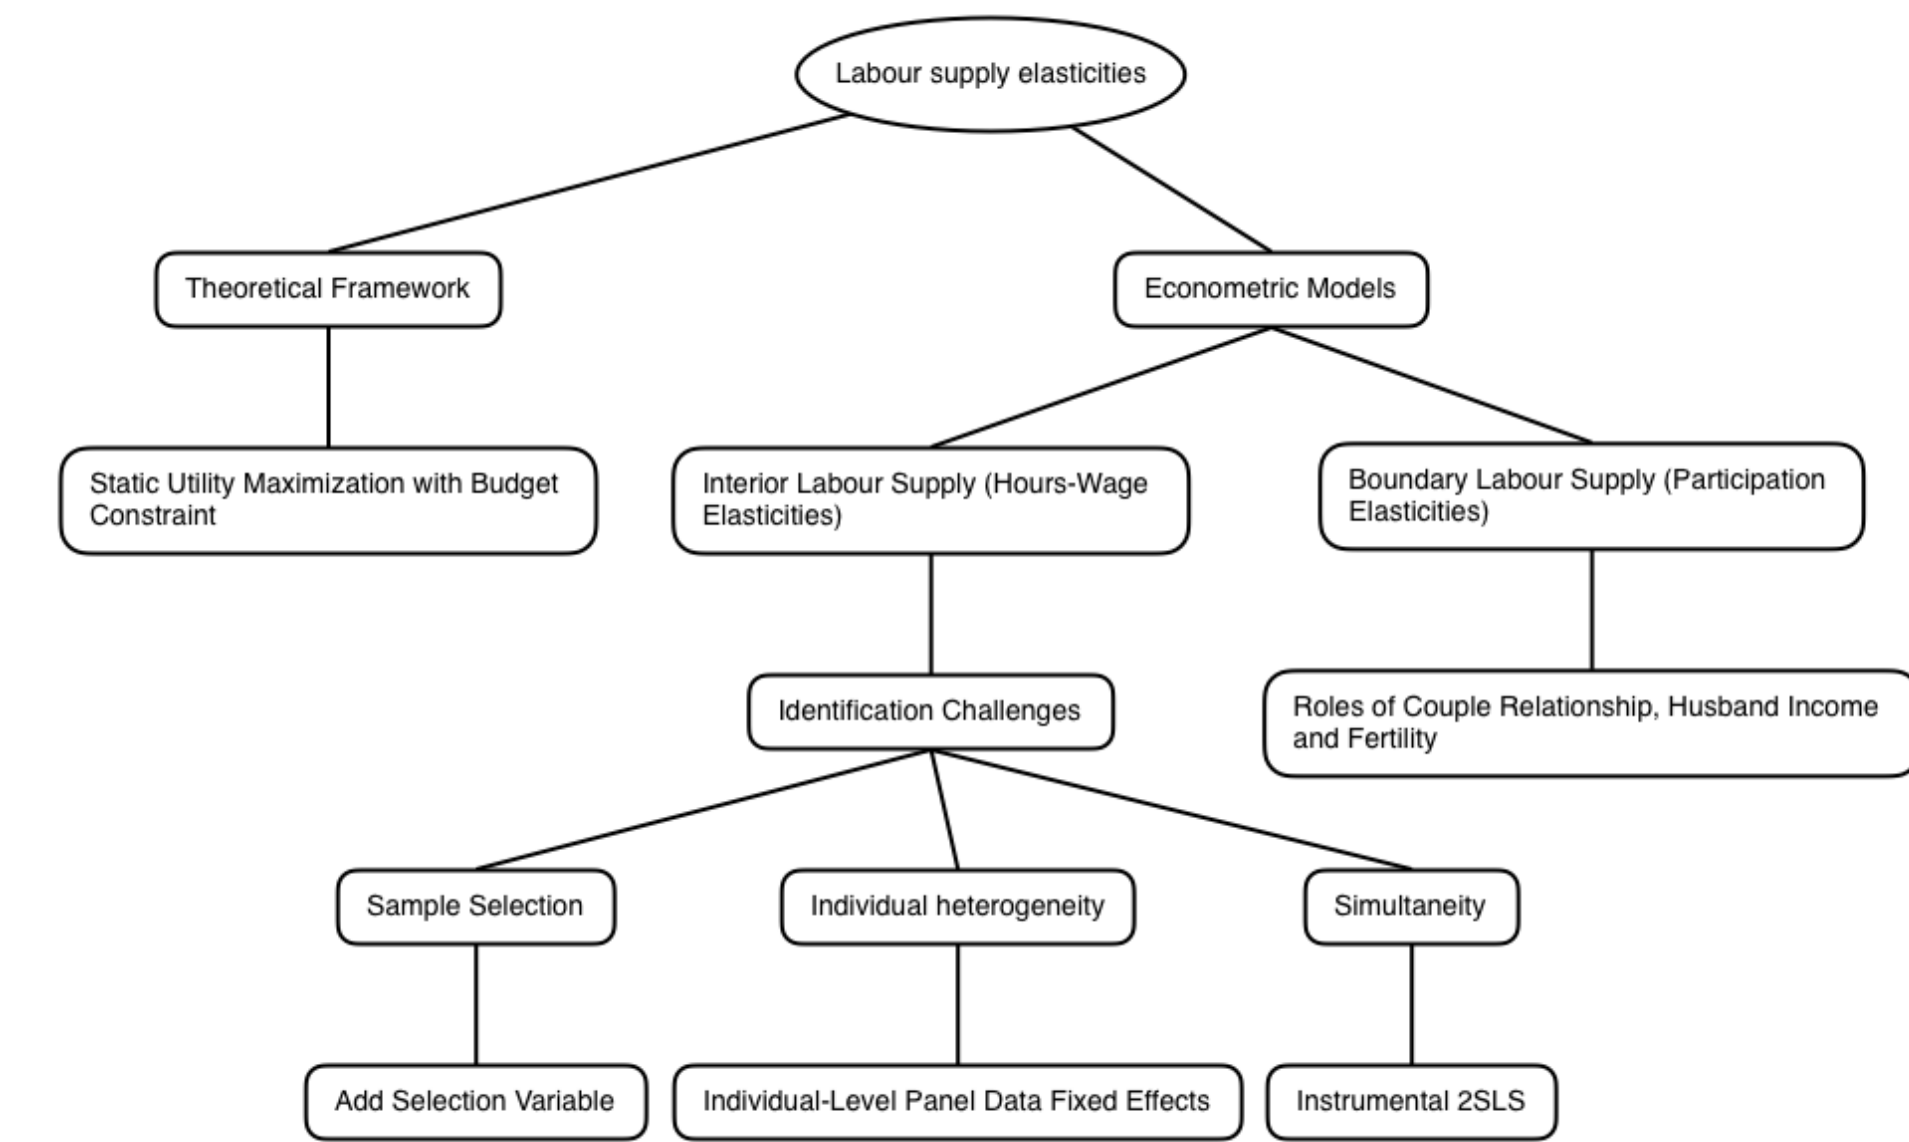 Labour supply elasticities
Theoretical Framework
Econometric Models
Static Utility Maximization with Budget
Constraint
Interior Labour Supply (Hours-Wage
Elasticities)
Boundary Labour Supply (Participation
Elasticities)
Identification Challenges
Roles of Couple Relationship, Husband Income
and Fertility
Sample Selection
Individual heterogeneity
Simultaneity
Add Selection Variable
Individual-Level Panel Data Fixed Effects
Instrumental 2SLS